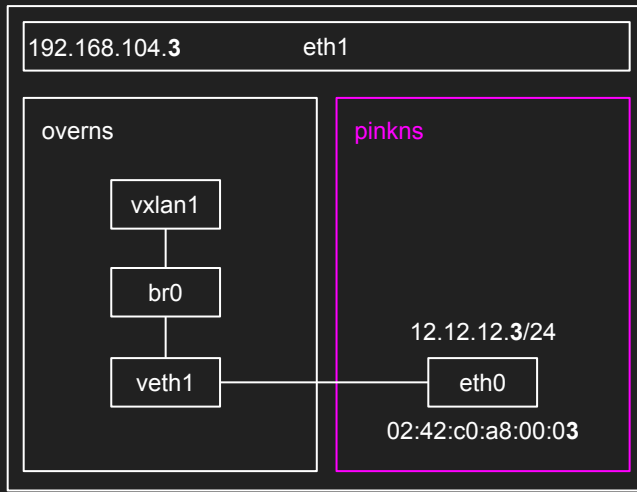 192.168.104.3 eth1
overns
pinkns
vxlan1
br0
12.12.12.3/24
veth1
eth0
02:42:c0:a8:00:03